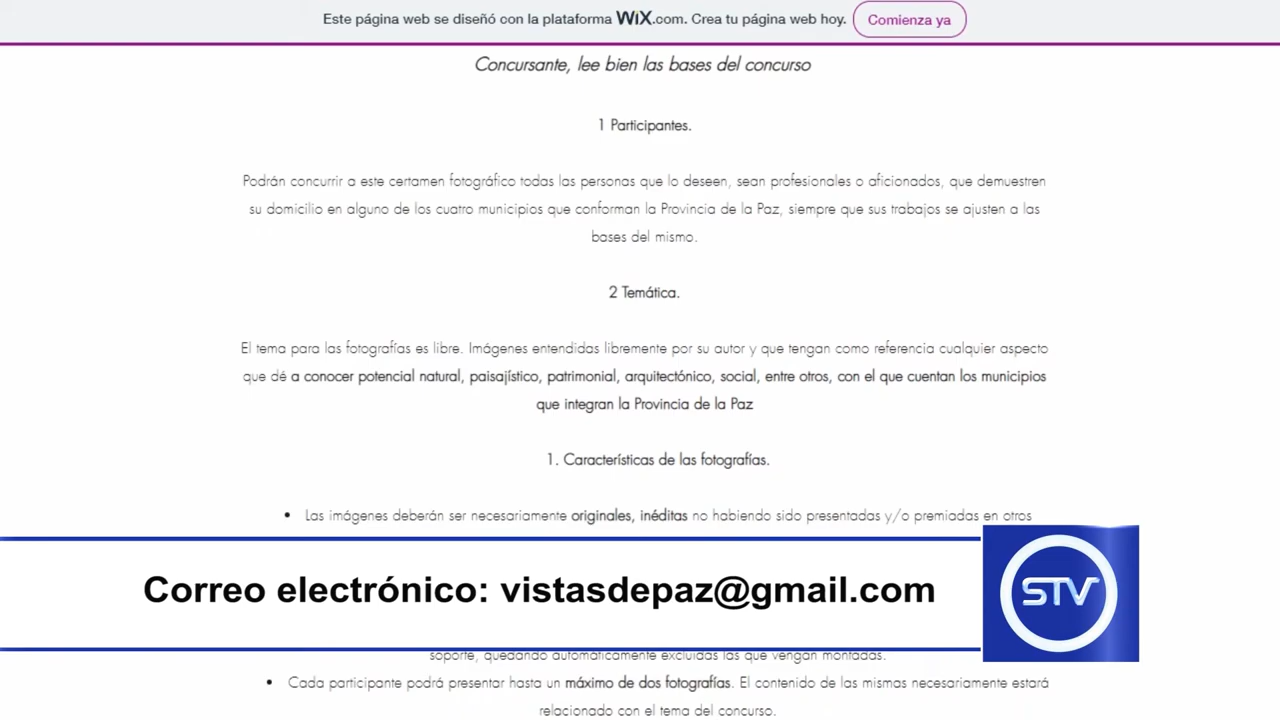 Este página web se diseñó con la plataforma WiX.com. Crea tu página web hoy. Comienza ya
Concursante, lee bien las bases del concurso
1 Participantes.
Podrán concurrir a este certamen fotográfico todas las personas que lo deseen, sean profesionales o aficionados, que demuestren
su domicilio en alguno de los cuatro municipios que conforman la Provincia de la Paz, siempre que sus trabajos se ajusten a las
bases del mismo.
2 Temática.
El tema para las fotografías es libre. Imágenes entendidas libremente por su autor y que tengan como referencia cualquier aspecto
que dé a conocer potencial natural, paisajístico, patrimonial, arquitectónico, social, entre otros, con el que cuentan los municipios
que integran la Provincia de la Paz
1. Características de las fotografías.
• Las imágenes deberán ser necesariamente originales, inéditas no habiendo sido presentadas y/o premiadas en otros
Correo electrónico: vistasdepaz@gmail.com
STV
soporte, quedando automáticamente excluidas las que vengan montadas.
• Cada participante podrá presentar hasta un máximo de dos fotografías. El contenido de las mismas necesariamente estará
relacionado con el tema del concurso.